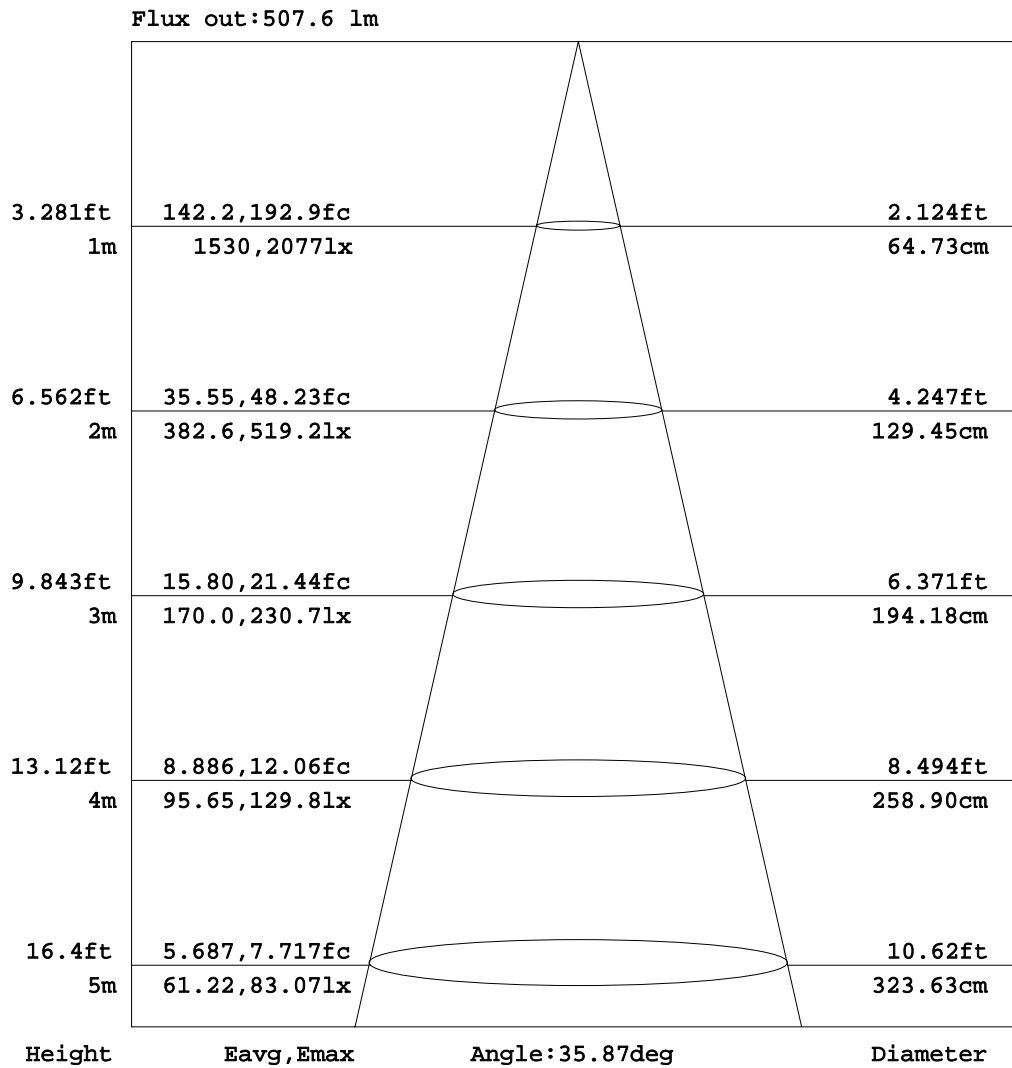 Flux out:507.6 lm
3.281ft 142.2,192.9fc 2.124ft
1m 1530,2077lx 64.73cm
6.562ft 35.55,48.23fc 4.247ft
2m 382.6,519.2lx 129.45cm
9.843ft 15.80,21.44fc 6.371ft
3m 170.0,230.7lx 194.18cm
13.12ft 8.886,12.06fc 8.494ft
4m 95.65,129.8lx 258.90cm
16.4ft 5.687,7.717fc 10.62ft
5m 61.22,83.07lx 323.63cm
Height Eavg,Emax Angle:35.87deg Diameter